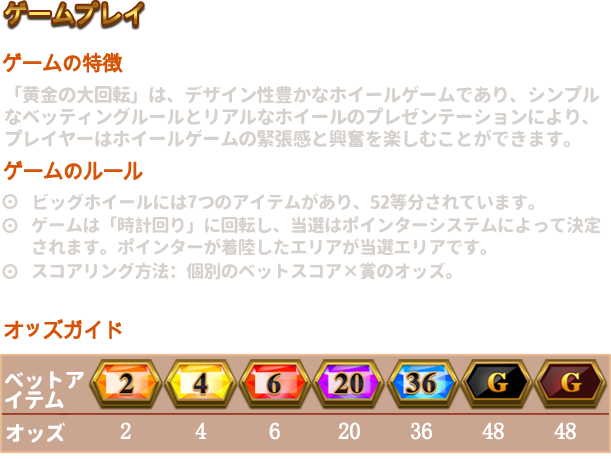 ゲームプレイ
ゲームの特徴
「黄金の大回転」は、デザイン性豊かなホイールゲームであり、シンプル
なベッティングルールとリアルなホイールのプレゼンテーションにより、
プレイヤーはホイールゲームの緊張感と興奮を楽しむことができます。
ゲームのルール
⊙ ビッグホイールには7つのアイテムがあり、52等分されています。
⊙ ゲームは「時計回り」に回転し、当選はポインターシステムによって決定
されます。ポインターが着陸したエリアが当選エリアです。
⊙ スコアリング方法：個別のベットスコア×賞のオッズ。
オッズガイド
ベットア
イテム 2 4 6 20 36 G G
オッズ 2 4 6 20 36 48 48